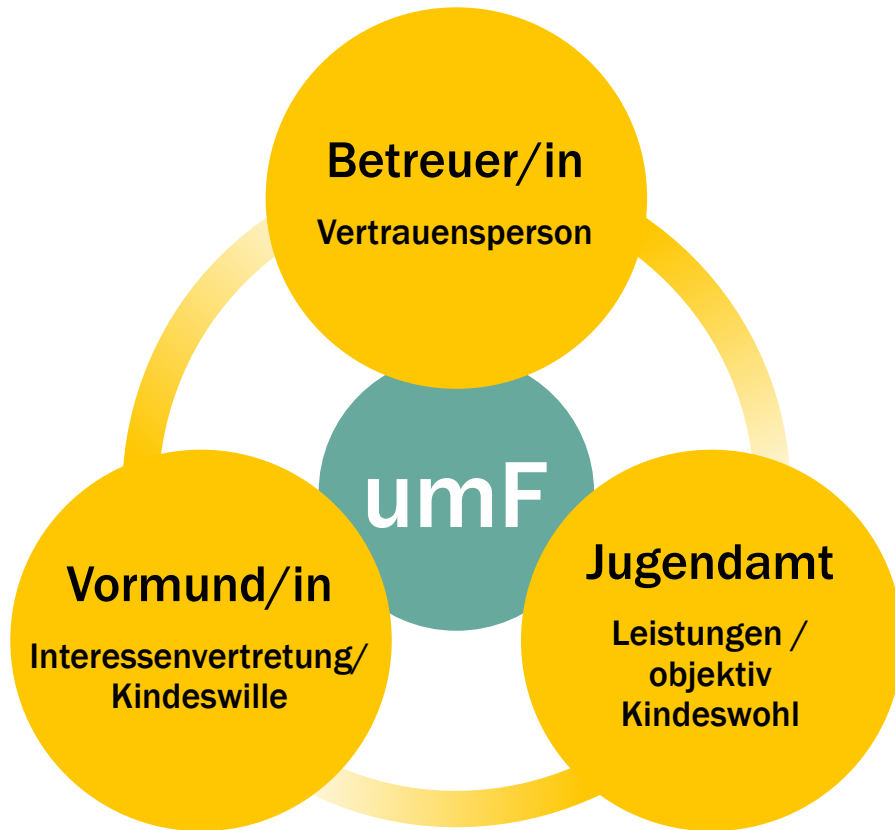 Betreuer/in
Vertrauensperson
umF
Vormund/in
Interessenvertretung/
Kindeswille
Jugendamt
Leistungen /
objektiv
Kindeswohl